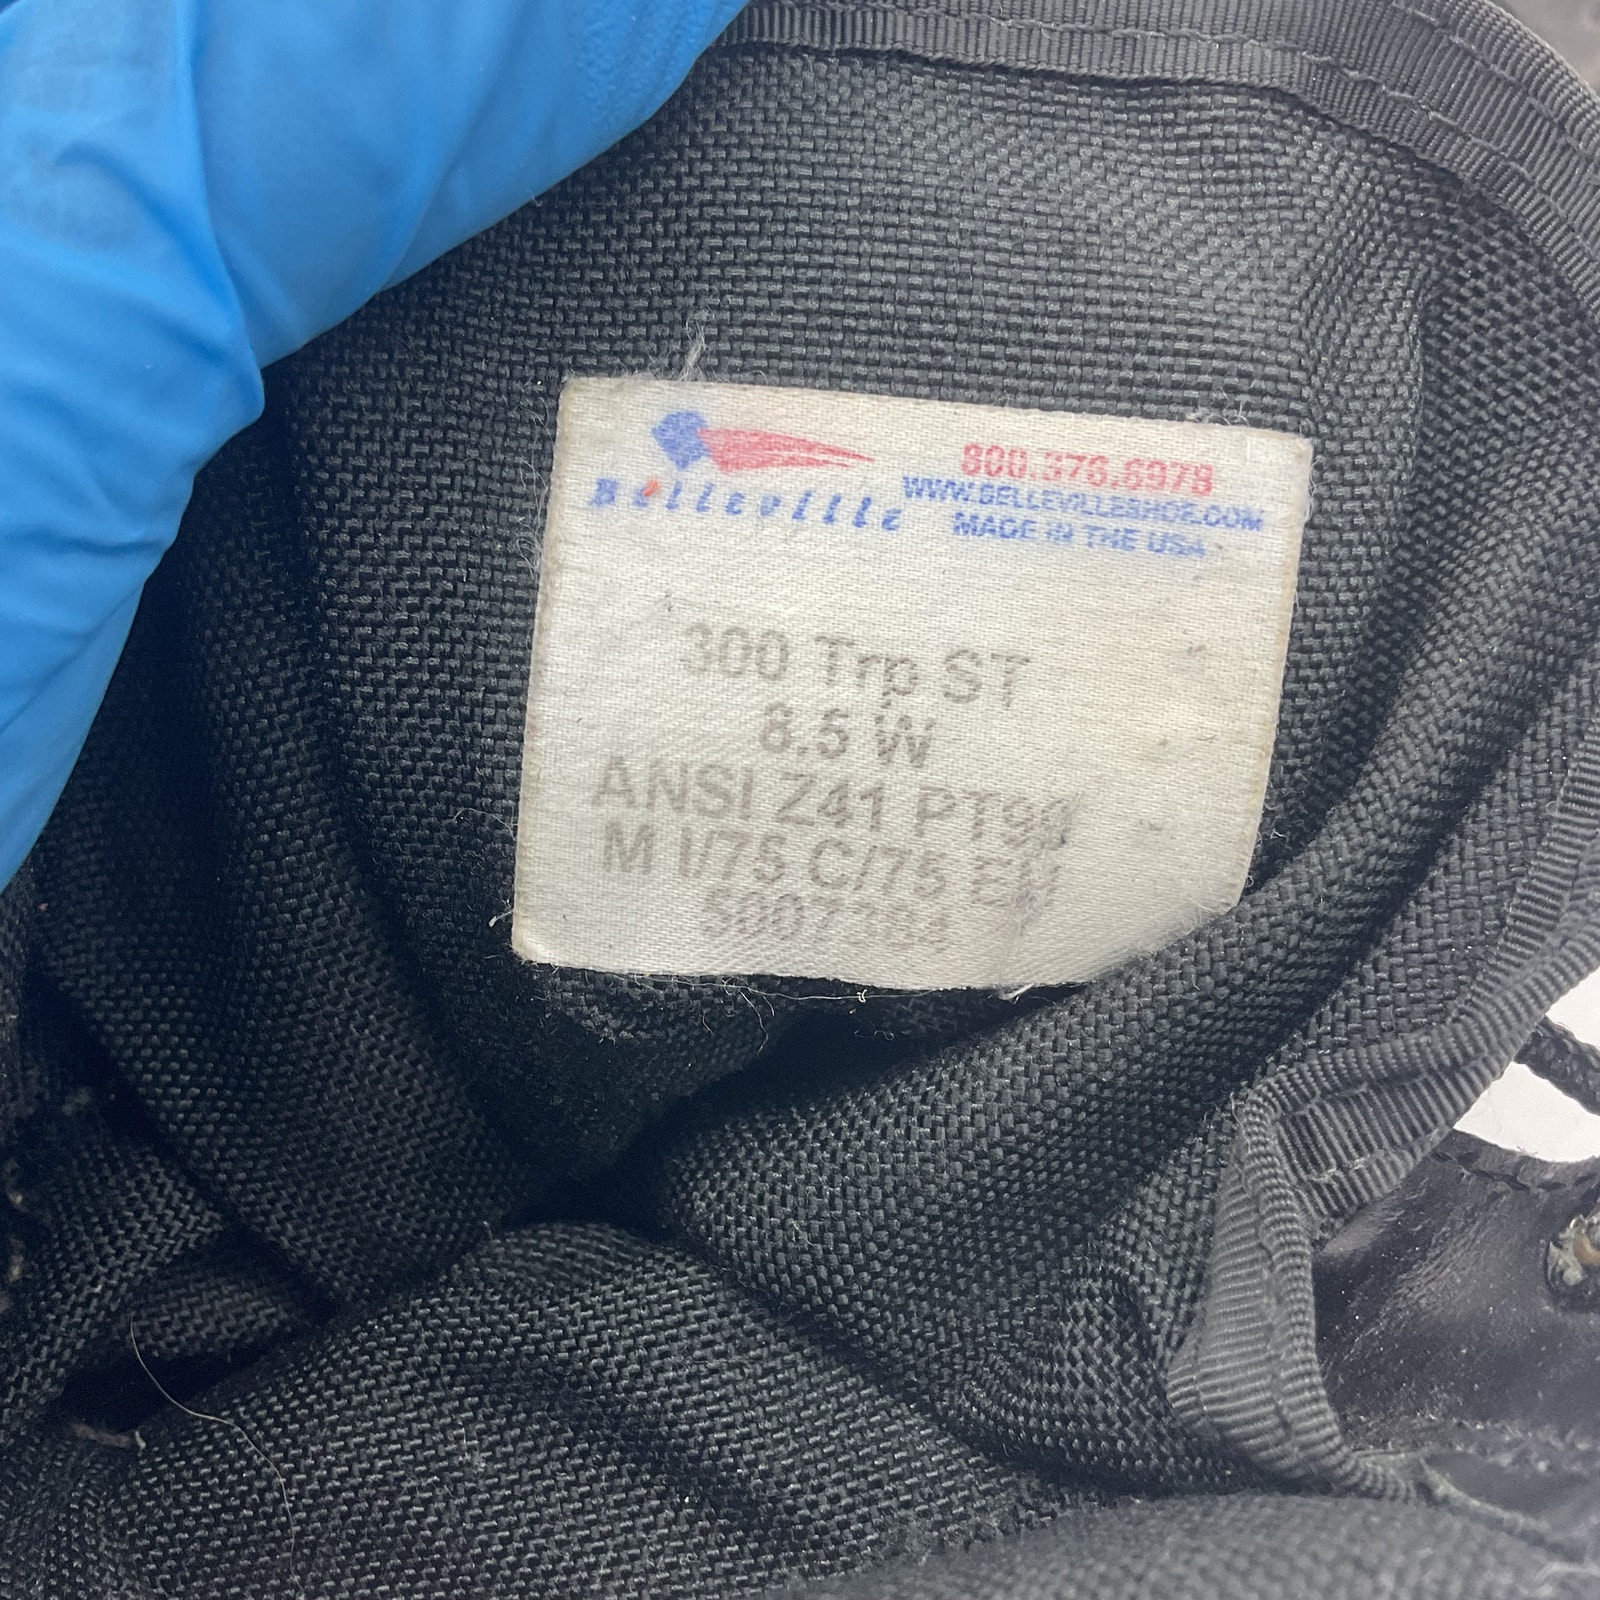 Belleville
800.376.6978
WWW.BELLEVILLESHOE.COM
MADE IN THE USA
300 Trp ST
8.5 W
ANSI Z41 PT99
M I/75 C/75 EH